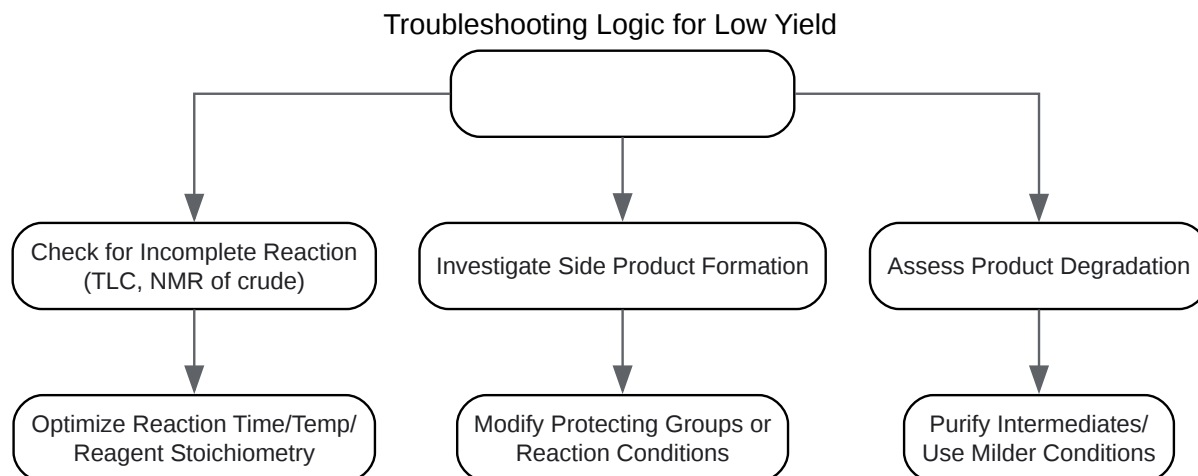 Troubleshooting Logic for Low Yield
Check for Incomplete Reaction
(TLC, NMR of crude)
Investigate Side Product Formation
Assess Product Degradation
Optimize Reaction Time/Temp/
Reagent Stoichiometry
Modify Protecting Groups or
Reaction Conditions
Purify Intermediates/
Use Milder Conditions